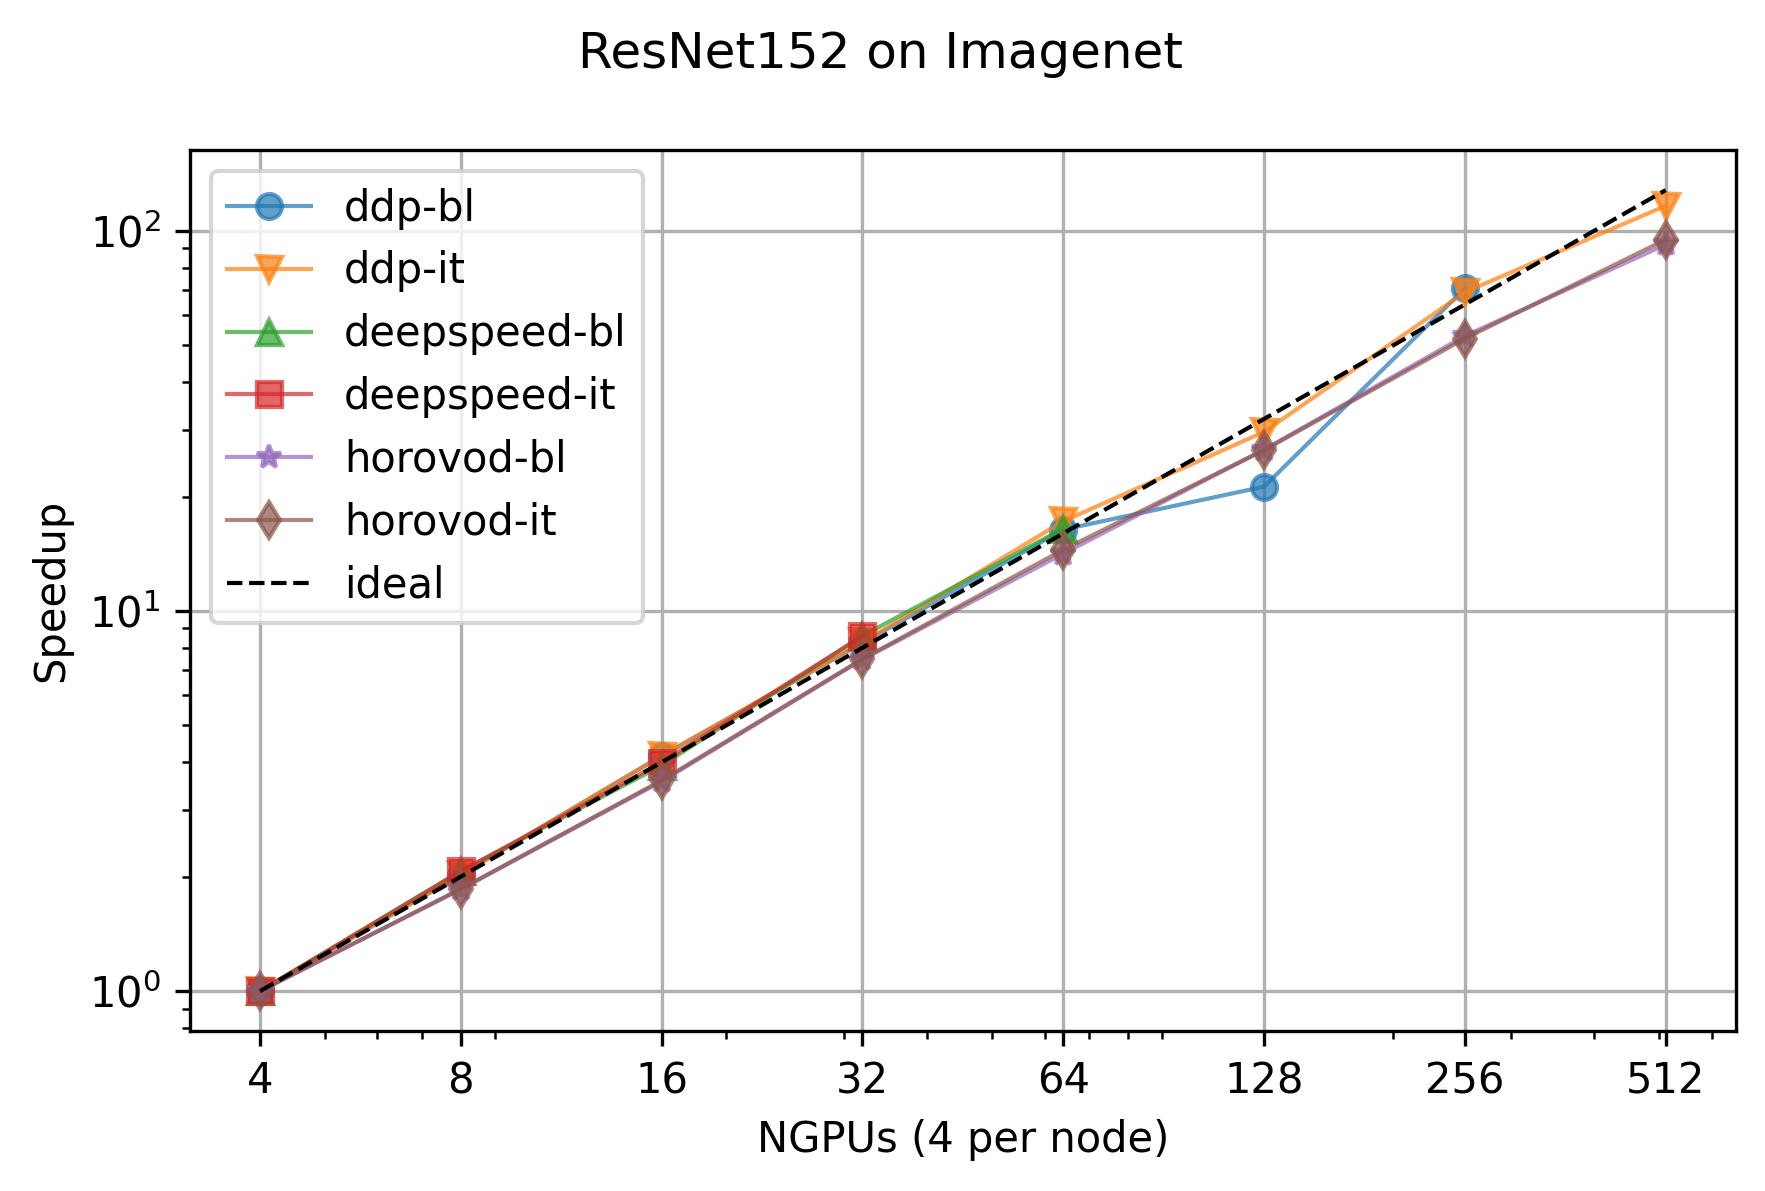 ResNet152 on Imagenet
ddp-bl
ddp-it
deepspeed-bl
deepspeed-it
horovod-bl
horovod-it
ideal
Speedup
10²
10¹
10⁰
4 8 16 32 64 128 256 512
NGPUs (4 per node)